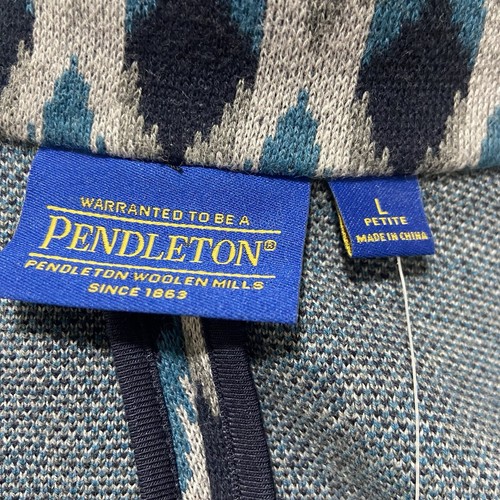 WARRANTED TO BE A
PENDLETON®
PENDLETON WOOLEN MILLS
SINCE 1863
L
PETITE
MADE IN CHINA